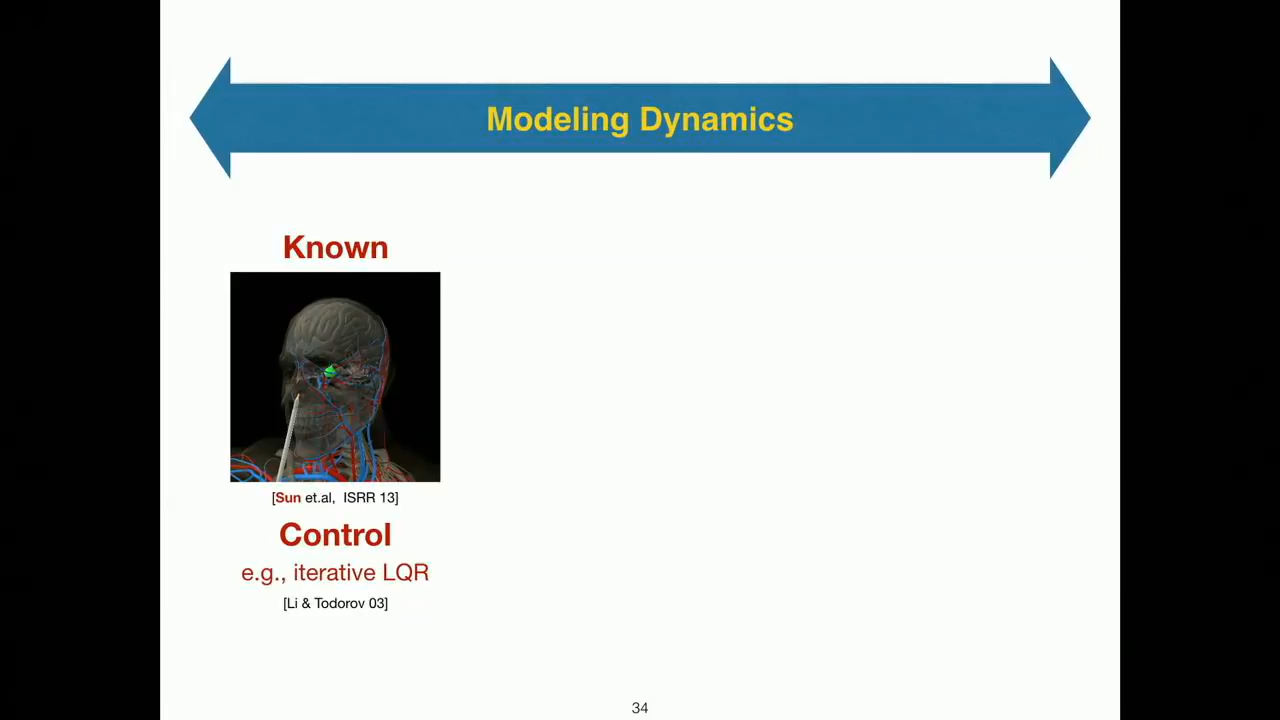 Modeling Dynamics
Known
[Sun et.al, ISRR 13]
Control
e.g., iterative LQR
[Li & Todorov 03]
34